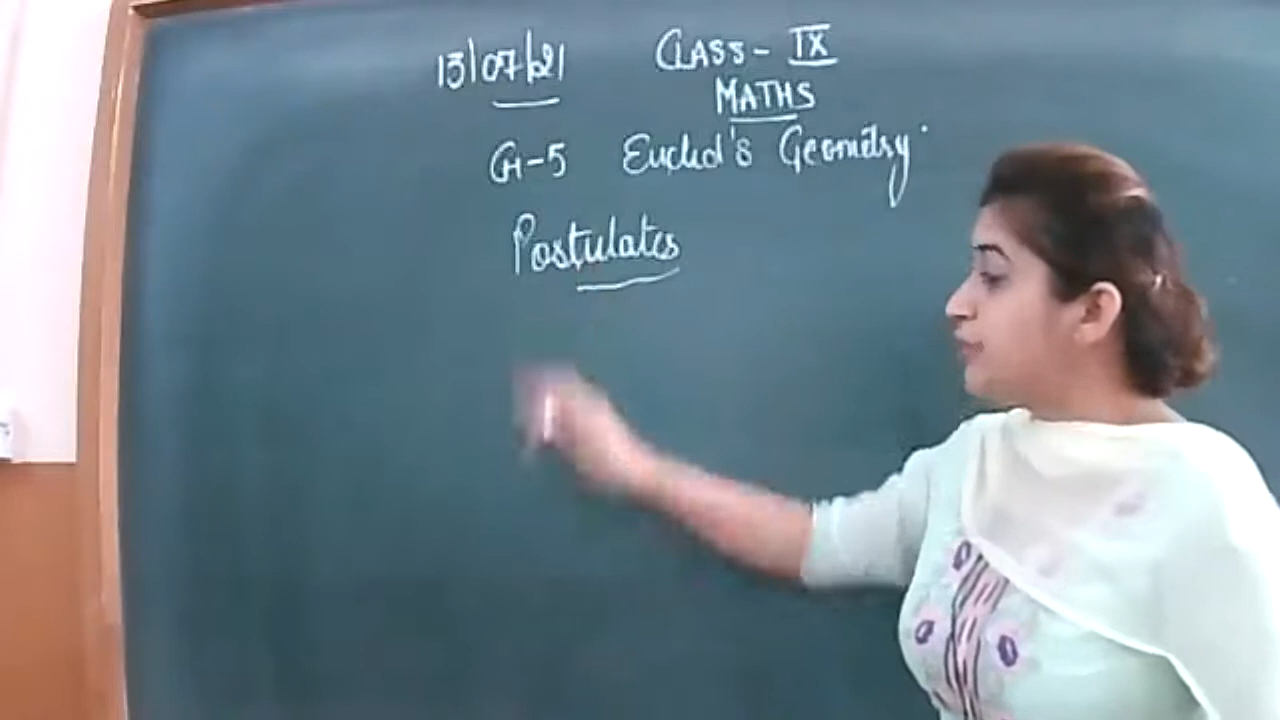 13/07/21 CLASS - IX
MATHS
CH-5 Euclid's Geometry
Postulates